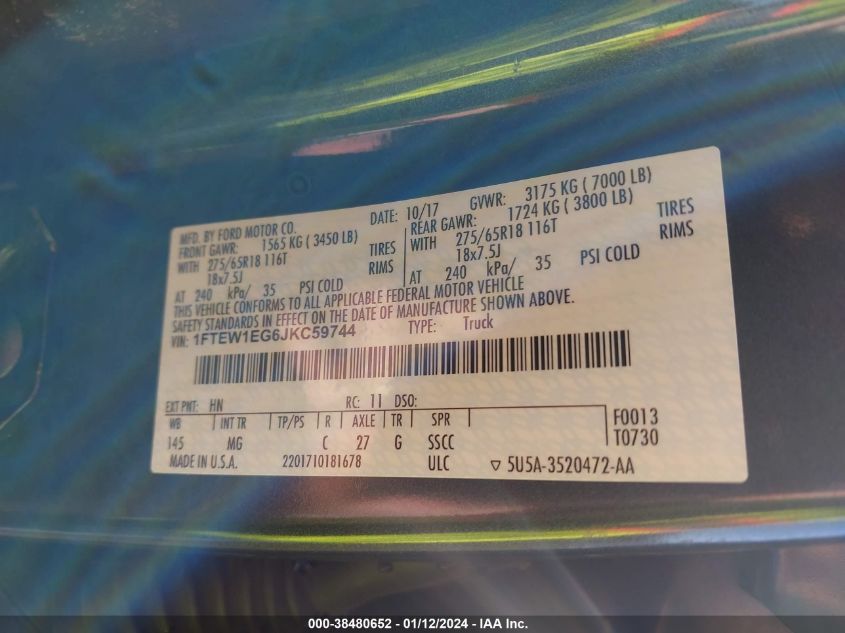 MFD. BY FORD MOTOR CO.
DATE: 10/17
GVWR: 3175 KG ( 7000 LB)
FRONT GAWR: 1565 KG ( 3450 LB)
REAR GAWR: 1724 KG ( 3800 LB)
WITH 275/65R18 116T TIRES
WITH 275/65R18 116T TIRES
18x7.5J RIMS
18x7.5J RIMS
AT 240 kPa/ 35 PSI COLD
AT 240 kPa/ 35
THIS VEHICLE CONFORMS TO ALL APPLICABLE FEDERAL MOTOR VEHICLE
SAFETY STANDARDS IN EFFECT ON THE DATE OF MANUFACTURE SHOWN ABOVE.
VIN: 1FTEW1EG6JKC59744
TYPE: Truck
EXT PNT: HN RC: 11 DSO:
WB INT TR TP/PS R AXLE TR SPR
F0013
145 MG C 27 G SSCC
T0730
MADE IN U.S.A. 2201710181678 ULC ▽ 5U5A-3520472-AA
000-38480652 - 01/12/2024 - IAA Inc.